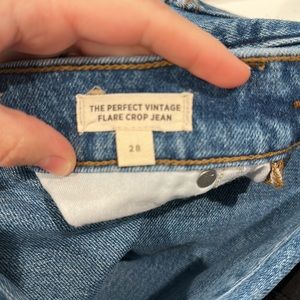 THE PERFECT VINTAGE
FLARE CROP JEAN
28